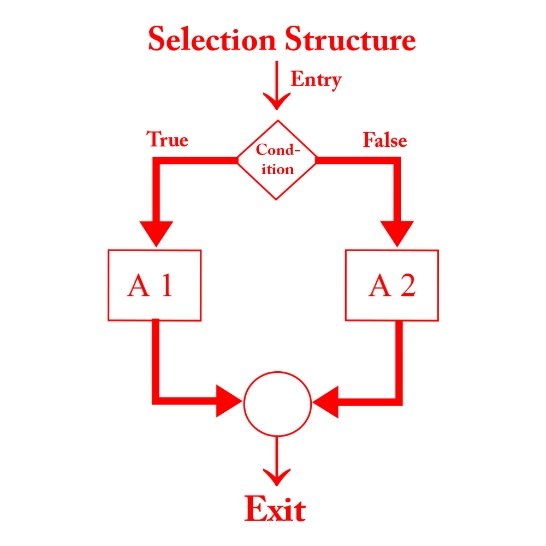 Selection Structure
Entry
True
False
Cond-
ition
A 1
A 2
Exit